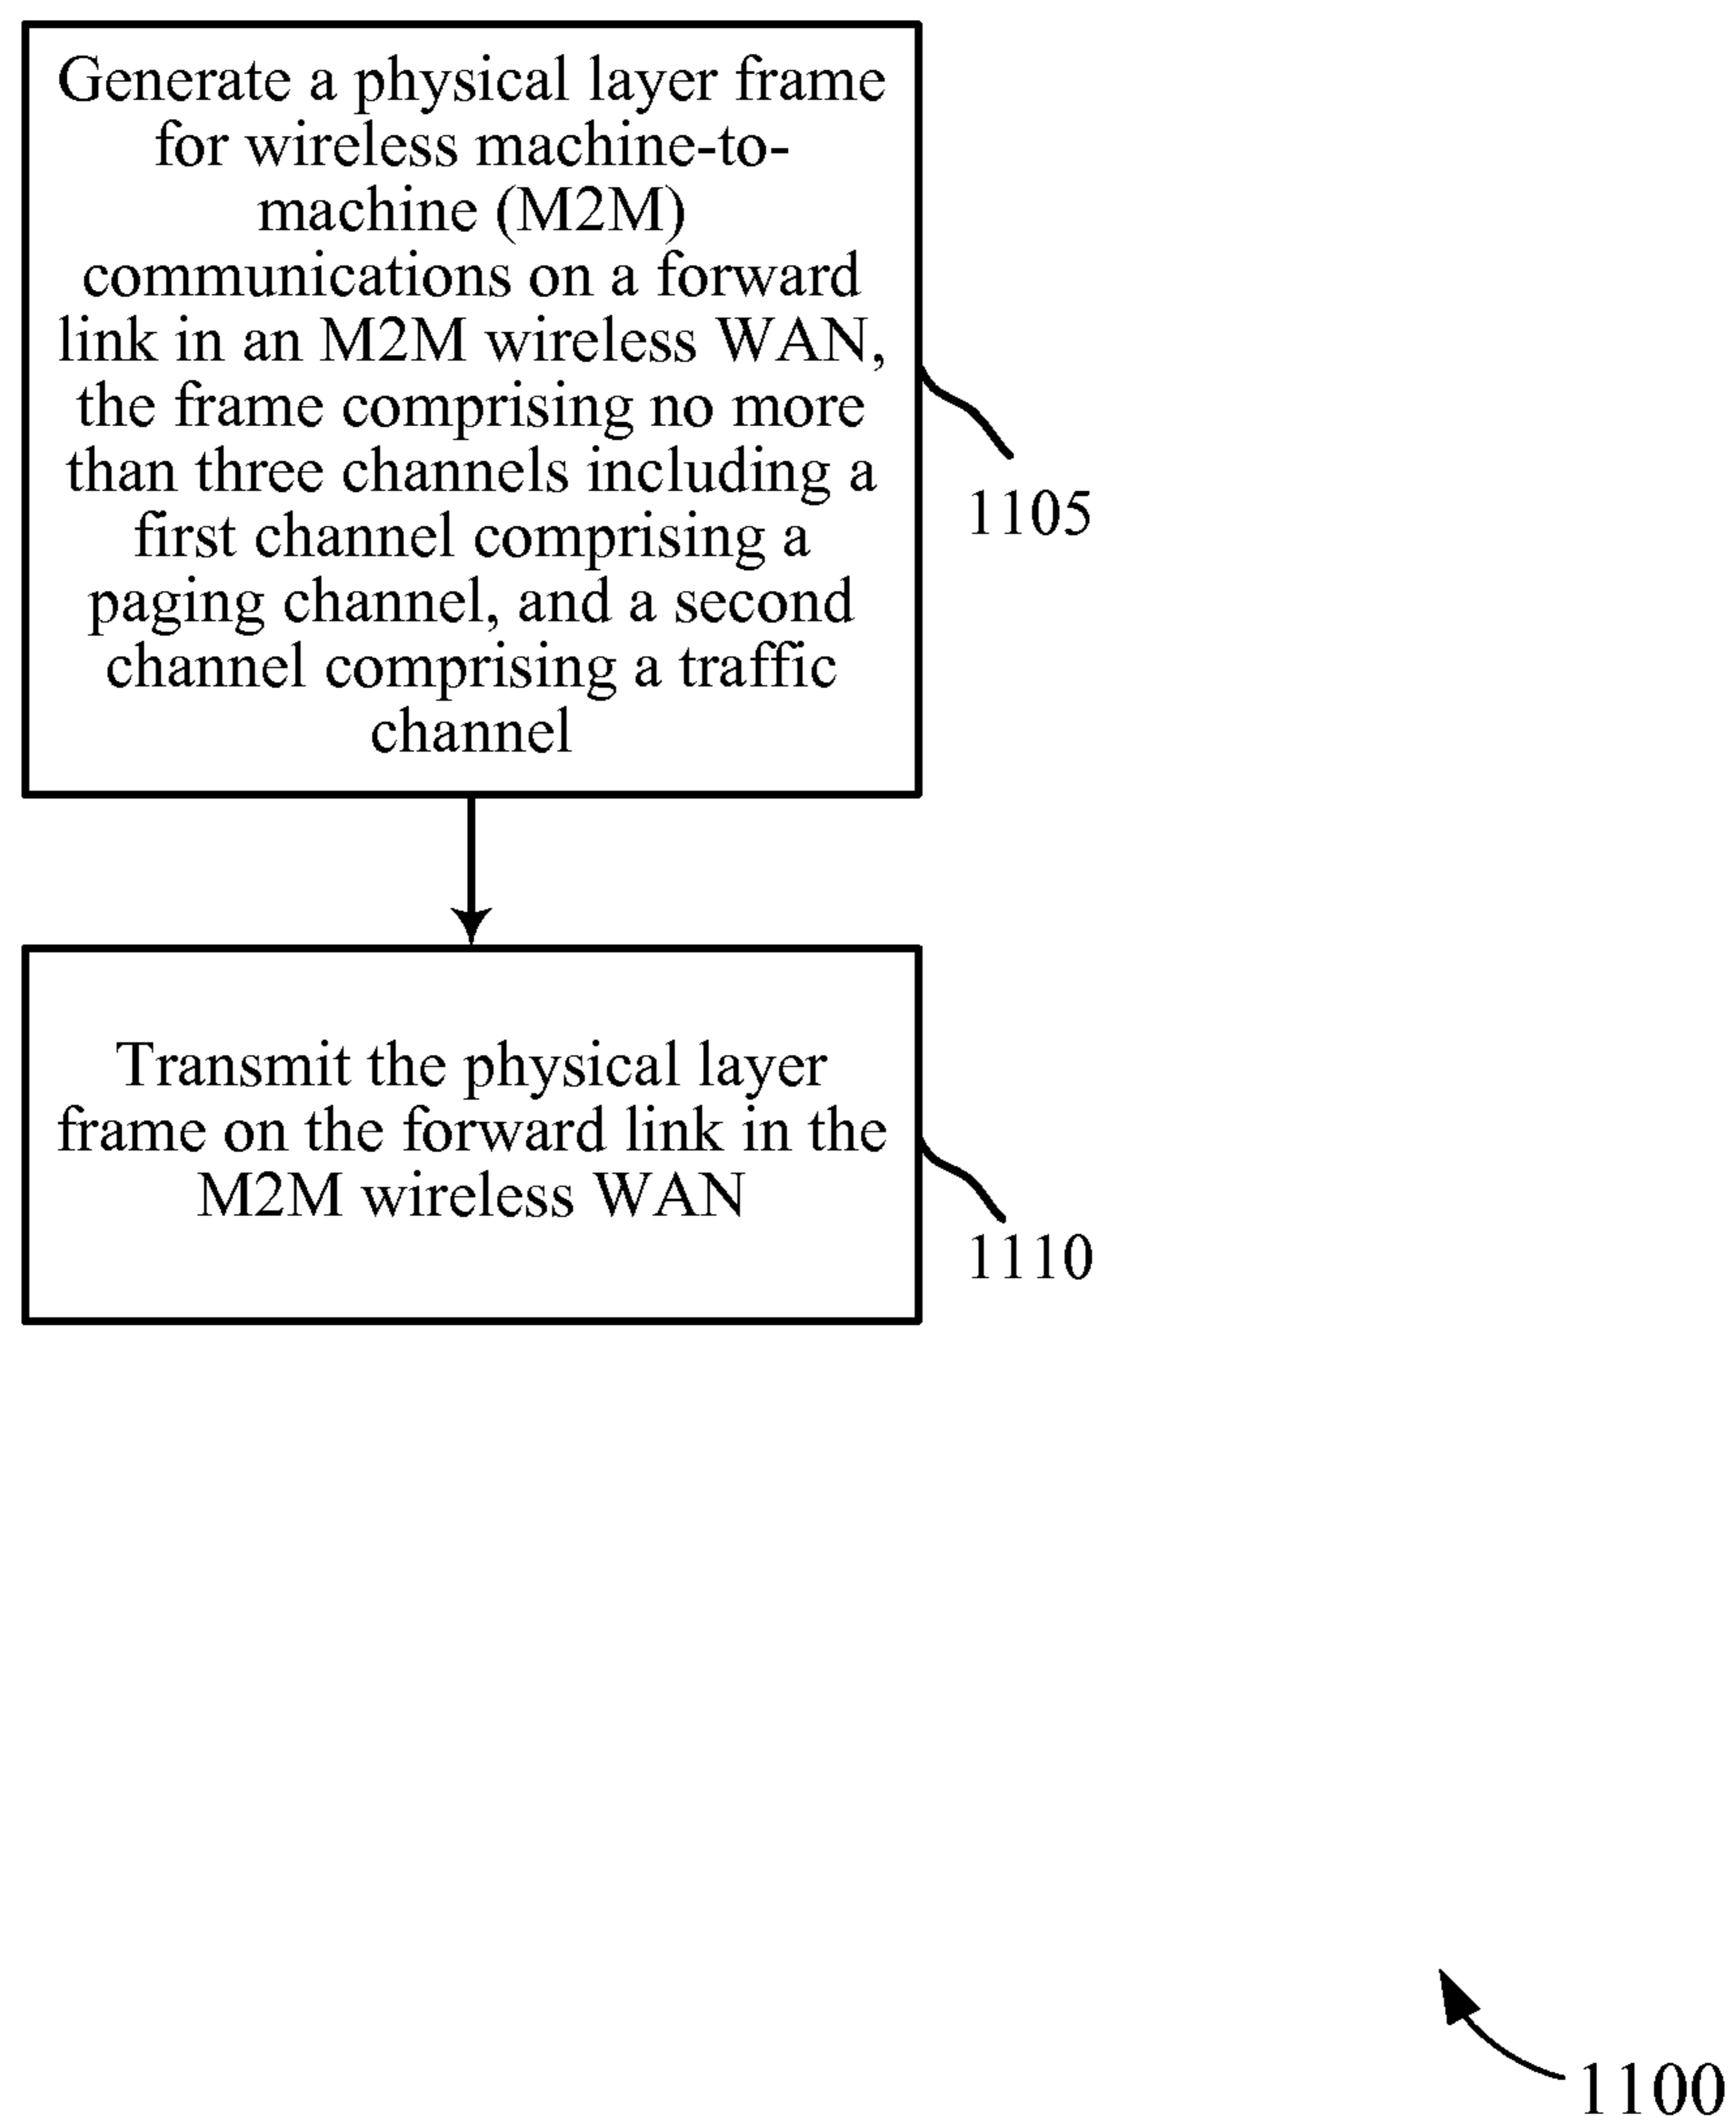 Generate a physical layer frame
for wireless machine-to-
machine (M2M)
communications on a forward
link in an M2M wireless WAN,
the frame comprising no more
than three channels including a
first channel comprising a
paging channel, and a second
channel comprising a traffic
channel
1105
Transmit the physical layer
frame on the forward link in the
M2M wireless WAN
1110
1100